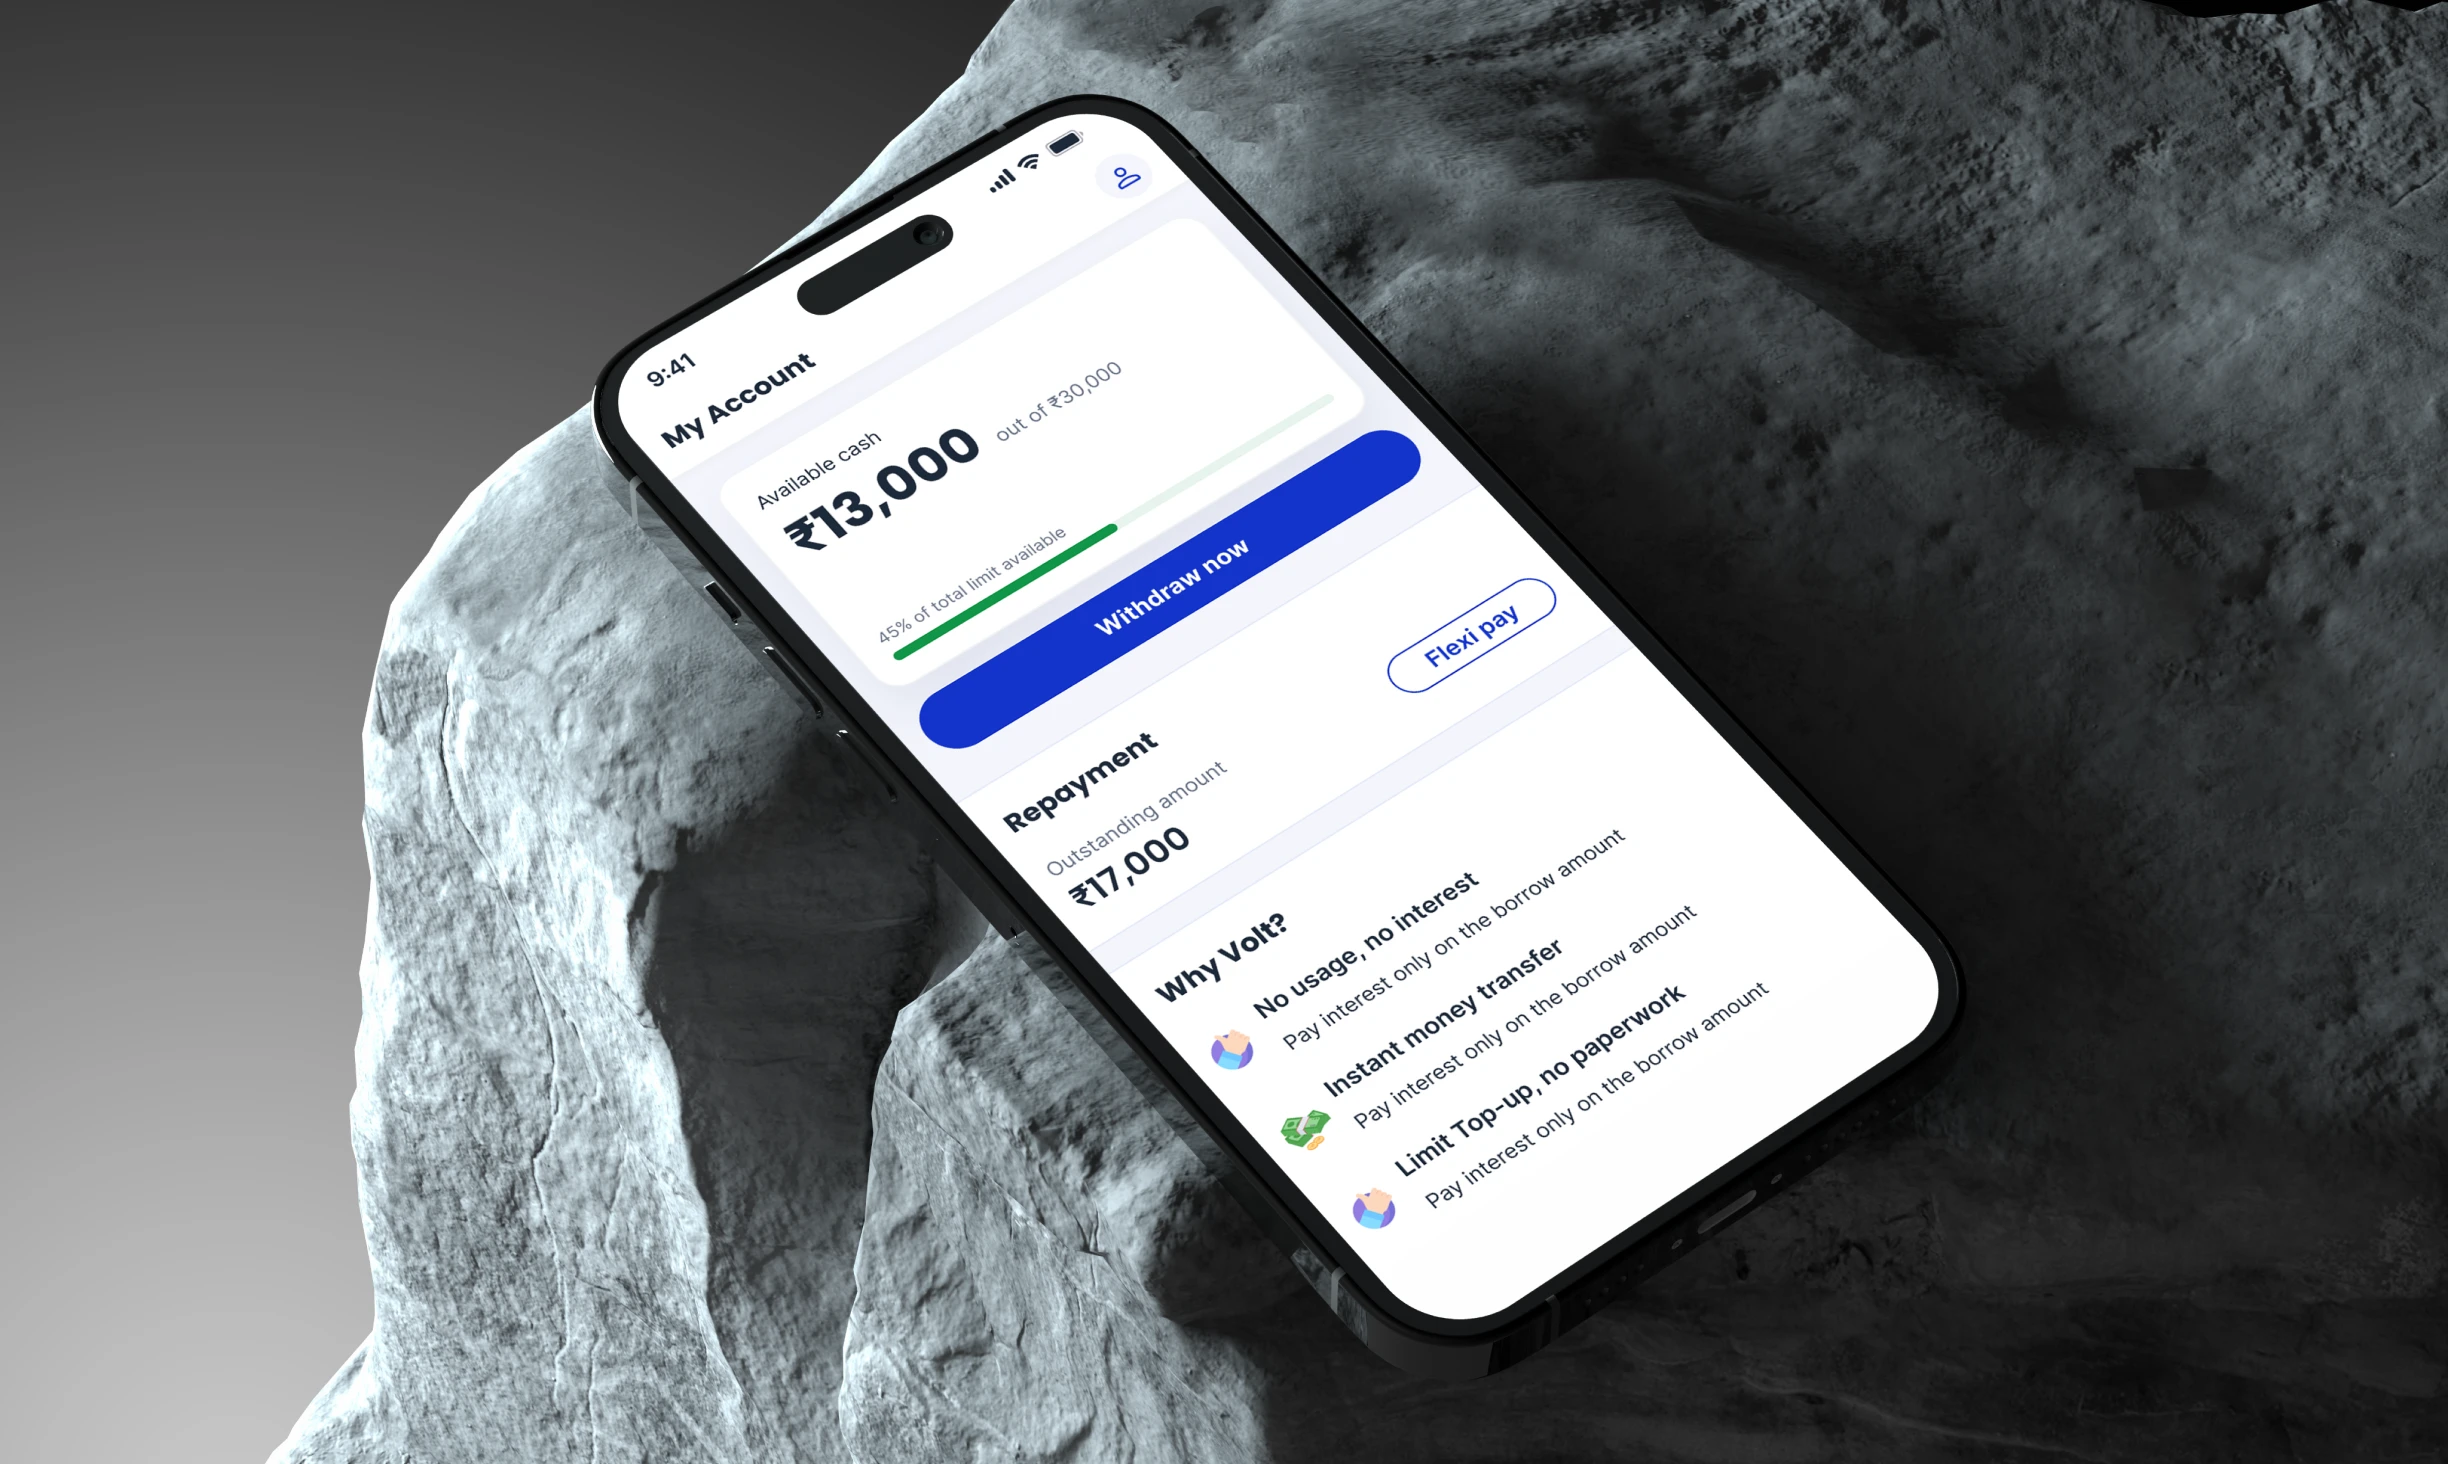 9:41
My Account
Available cash
₹13,000 out of ₹30,000
45% of total limit available
Withdraw now
Repayment
Outstanding amount
₹17,000
Flexi pay
Why Volt?
No usage, no interest
Pay interest only on the borrow amount
Instant money transfer
Pay interest only on the borrow amount
Limit Top-up, no paperwork
Pay interest only on the borrow amount